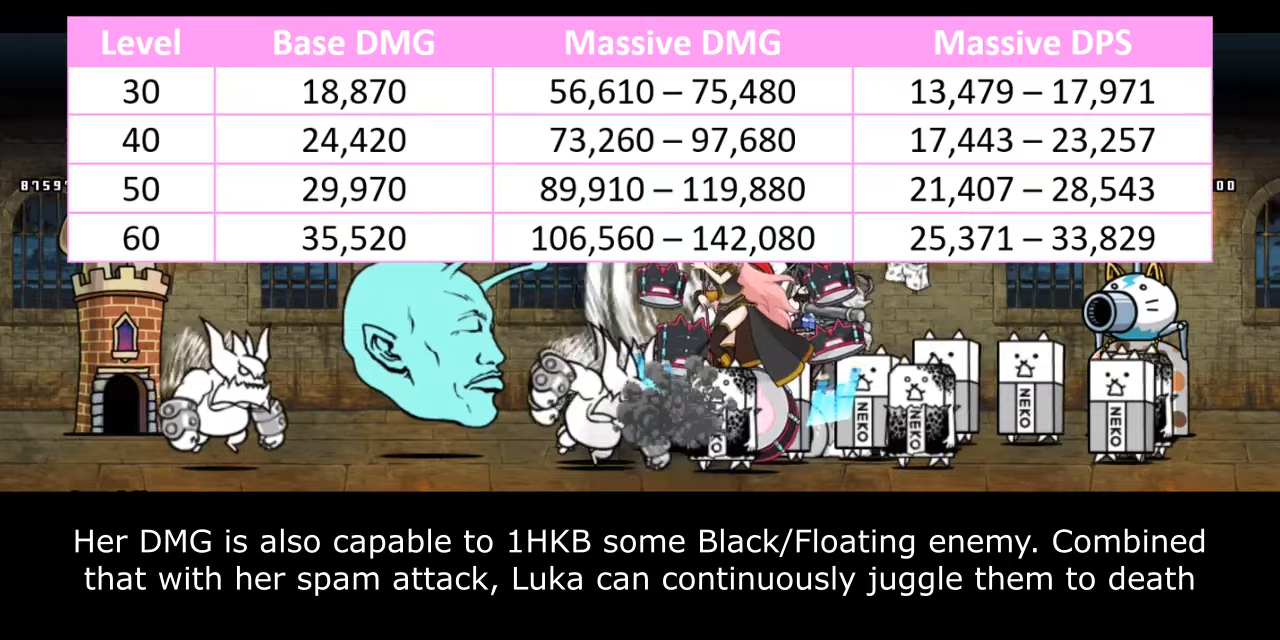 Level Base DMG Massive DMG Massive DPS
30 18,870 56,610 – 75,480 13,479 – 17,971
40 24,420 73,260 – 97,680 17,443 – 23,257
50 29,970 89,910 – 119,880 21,407 – 28,543
60 35,520 106,560 – 142,080 25,371 – 33,829
NEKO
NEKO
NEKO
NEKO
Her DMG is also capable to 1HKB some Black/Floating enemy. Combined
that with her spam attack, Luka can continuously juggle them to death